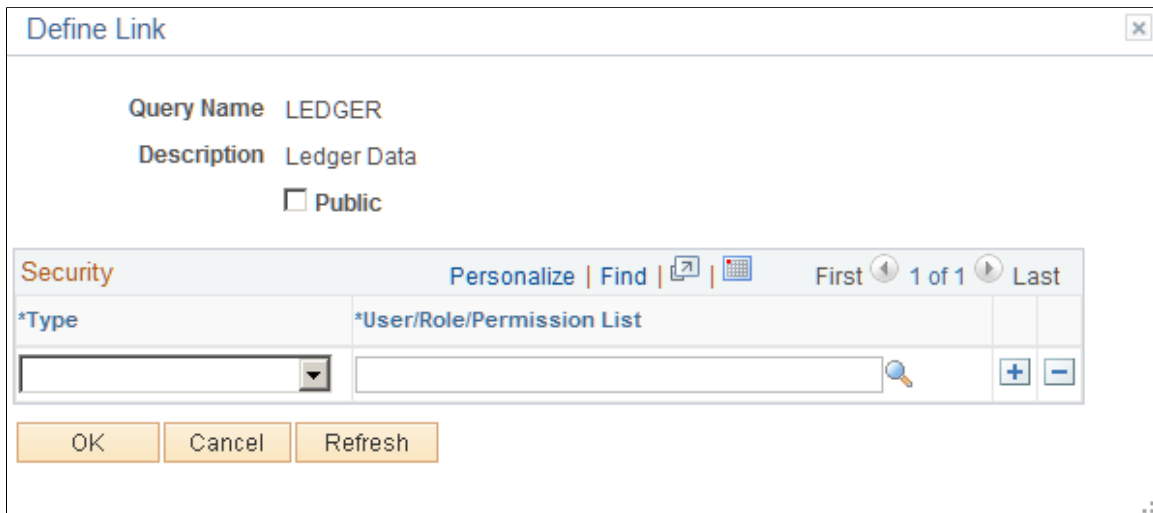 Define Link
Query Name LEDGER
Description Ledger Data
Public
Security Personalize | Find | | First 1 of 1 Last
*Type *User/Role/Permission List
OK Cancel Refresh